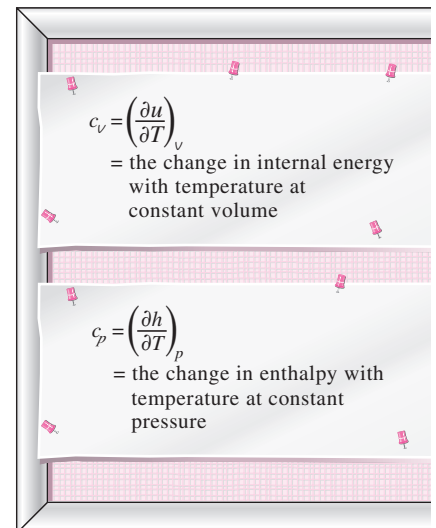 c_v = (∂u/∂T)_v
= the change in internal energy
with temperature at
constant volume
c_p = (∂h/∂T)_p
= the change in enthalpy with
temperature at constant
pressure